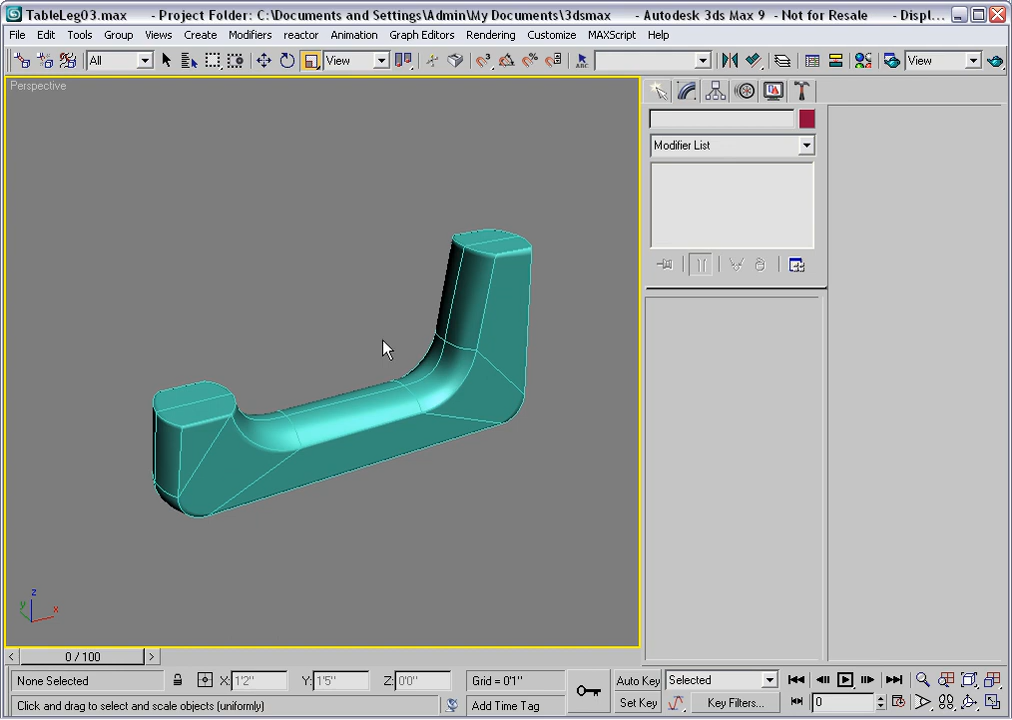 TableLeg03.max - Project Folder: C:\Documents and Settings\Admin\My Documents\3dsmax - Autodesk 3ds Max 9 - Not for Resale - Displ...
File Edit Tools Group Views Create Modifiers reactor Animation Graph Editors Rendering Customize MAXScript Help
All View View
Perspective
Modifier List
z
y
x
< 0 / 100 >
None Selected X: 1'2" Y: 1'5" Z: 0'0" Grid = 0'1" Auto Key Selected
Click and drag to select and scale objects (uniformly) Add Time Tag Set Key Key Filters... 0